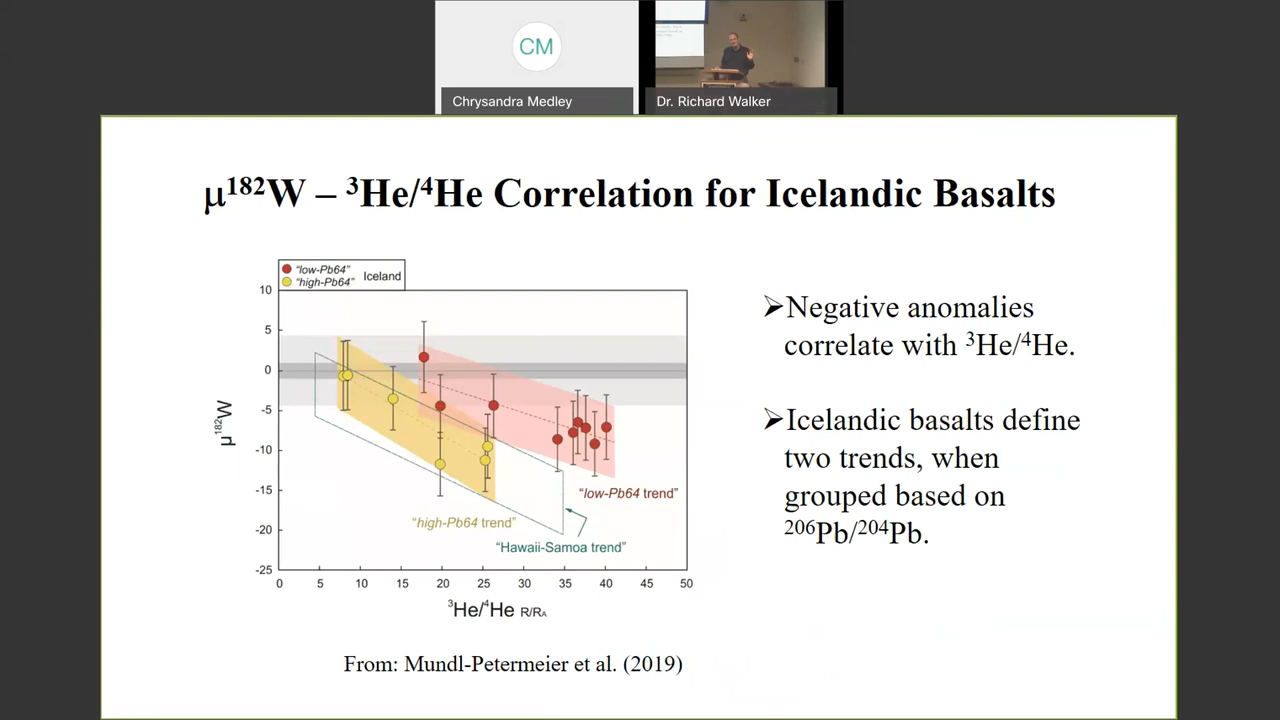 CM
Chrysandra Medley
Dr. Richard Walker
μ¹⁸²W – ³He/⁴He Correlation for Icelandic Basalts
"low-Pb64"
"high-Pb64"
Iceland
10
5
0
-5
-10
-15
-20
-25
μ¹⁸²W
"low-Pb64 trend"
"high-Pb64 trend"
"Hawaii-Samoa trend"
0 5 10 15 20 25 30 35 40 45 50
³He/⁴He R/RA
➢Negative anomalies
correlate with ³He/⁴He.
➢Icelandic basalts define
two trends, when
grouped based on
²⁰⁶Pb/²⁰⁴Pb.
From: Mundl-Petermeier et al. (2019)